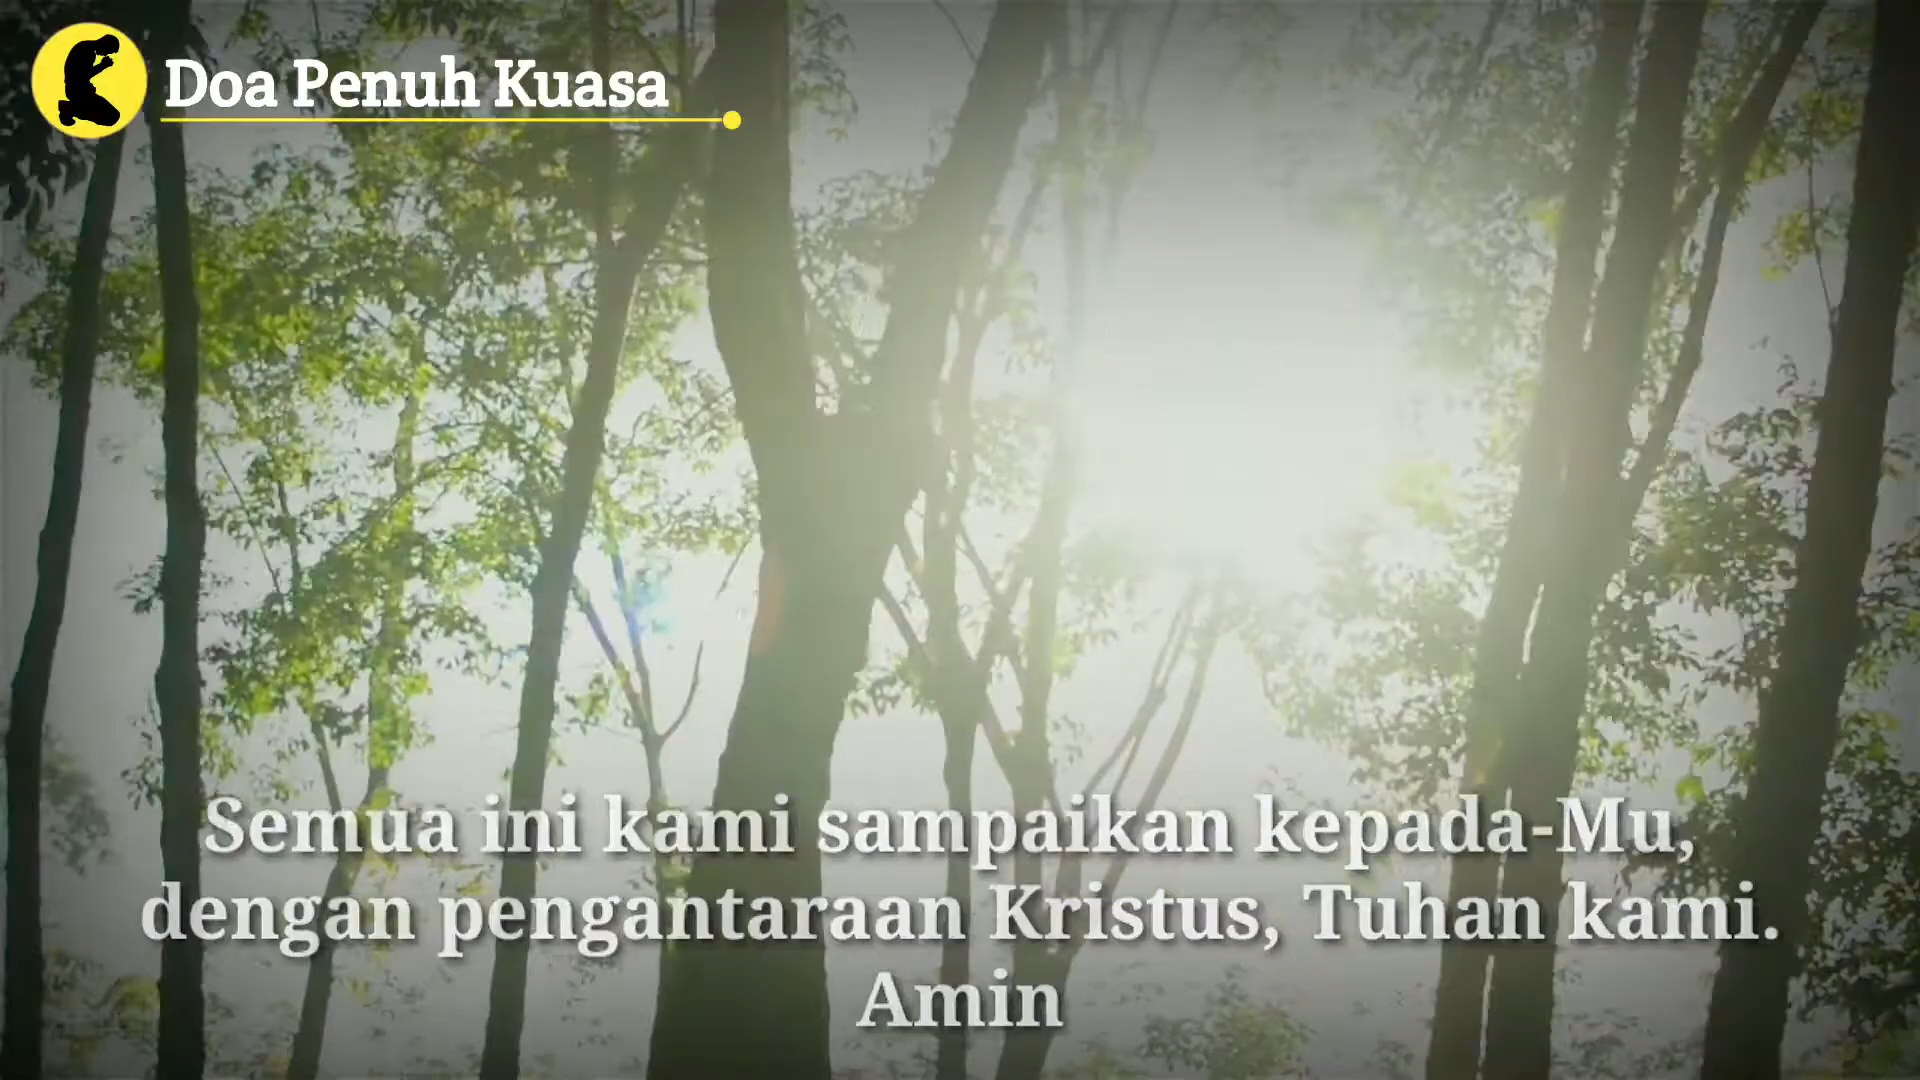 Doa Penuh Kuasa
Semua ini kami sampaikan kepada-Mu,
dengan pengantaraan Kristus, Tuhan kami.
Amin